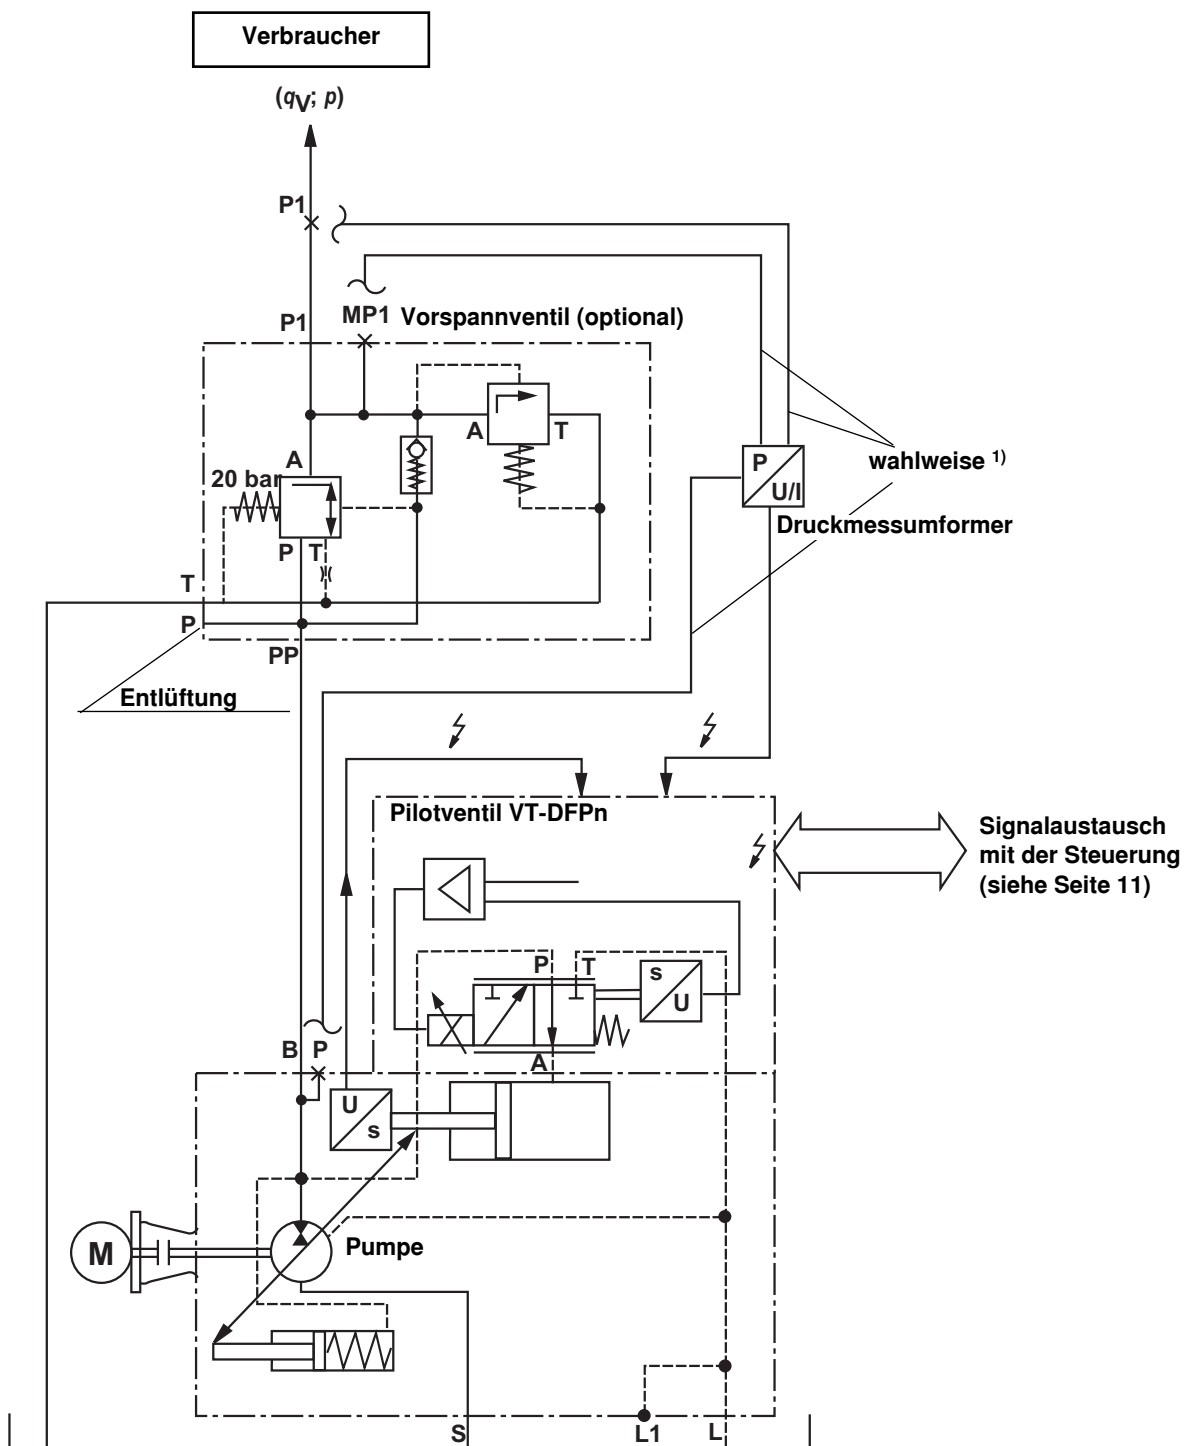 Verbraucher
(qV; p)
P1
P1
MP1
Vorspannventil (optional)
A
T
A
20 bar
P
U/I
wahlweise 1)
Druckmessumformer
P
T
T
P
PP
Entlüftung
Pilotventil VT-DFPn
Signalaustausch
mit der Steuerung
(siehe Seite 11)
P
T
s
U
A
B
P
U
s
M
Pumpe
S
L1
L